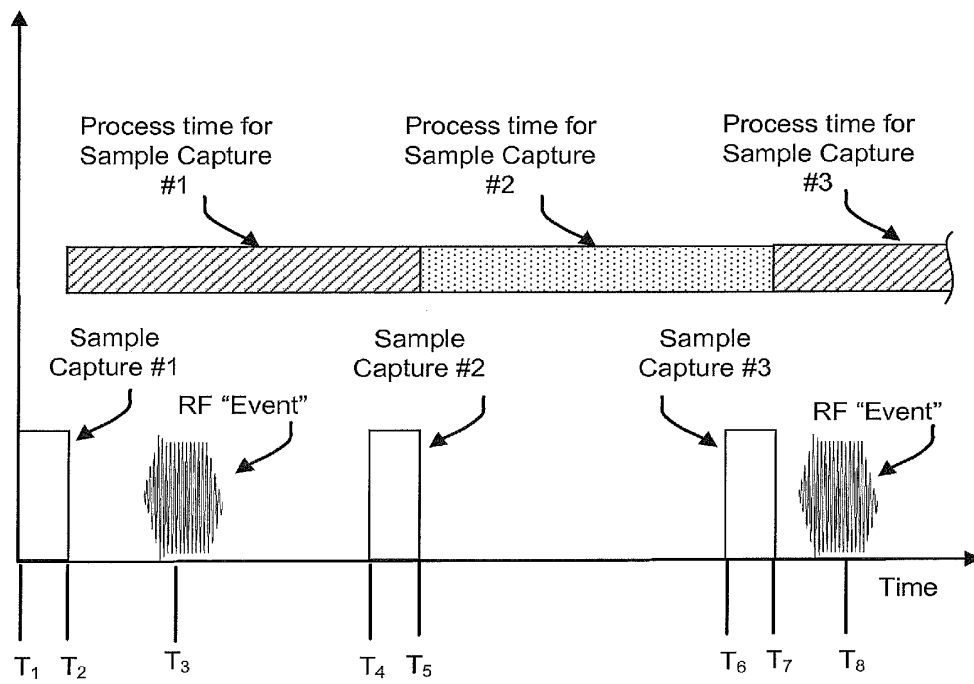 Process time for
Sample Capture
#1
Process time for
Sample Capture
#2
Process time for
Sample Capture
#3
Sample
Capture #1
RF “Event”
Sample
Capture #2
Sample
Capture #3
RF “Event”
Time
T1 T2 T3 T4 T5 T6 T7 T8